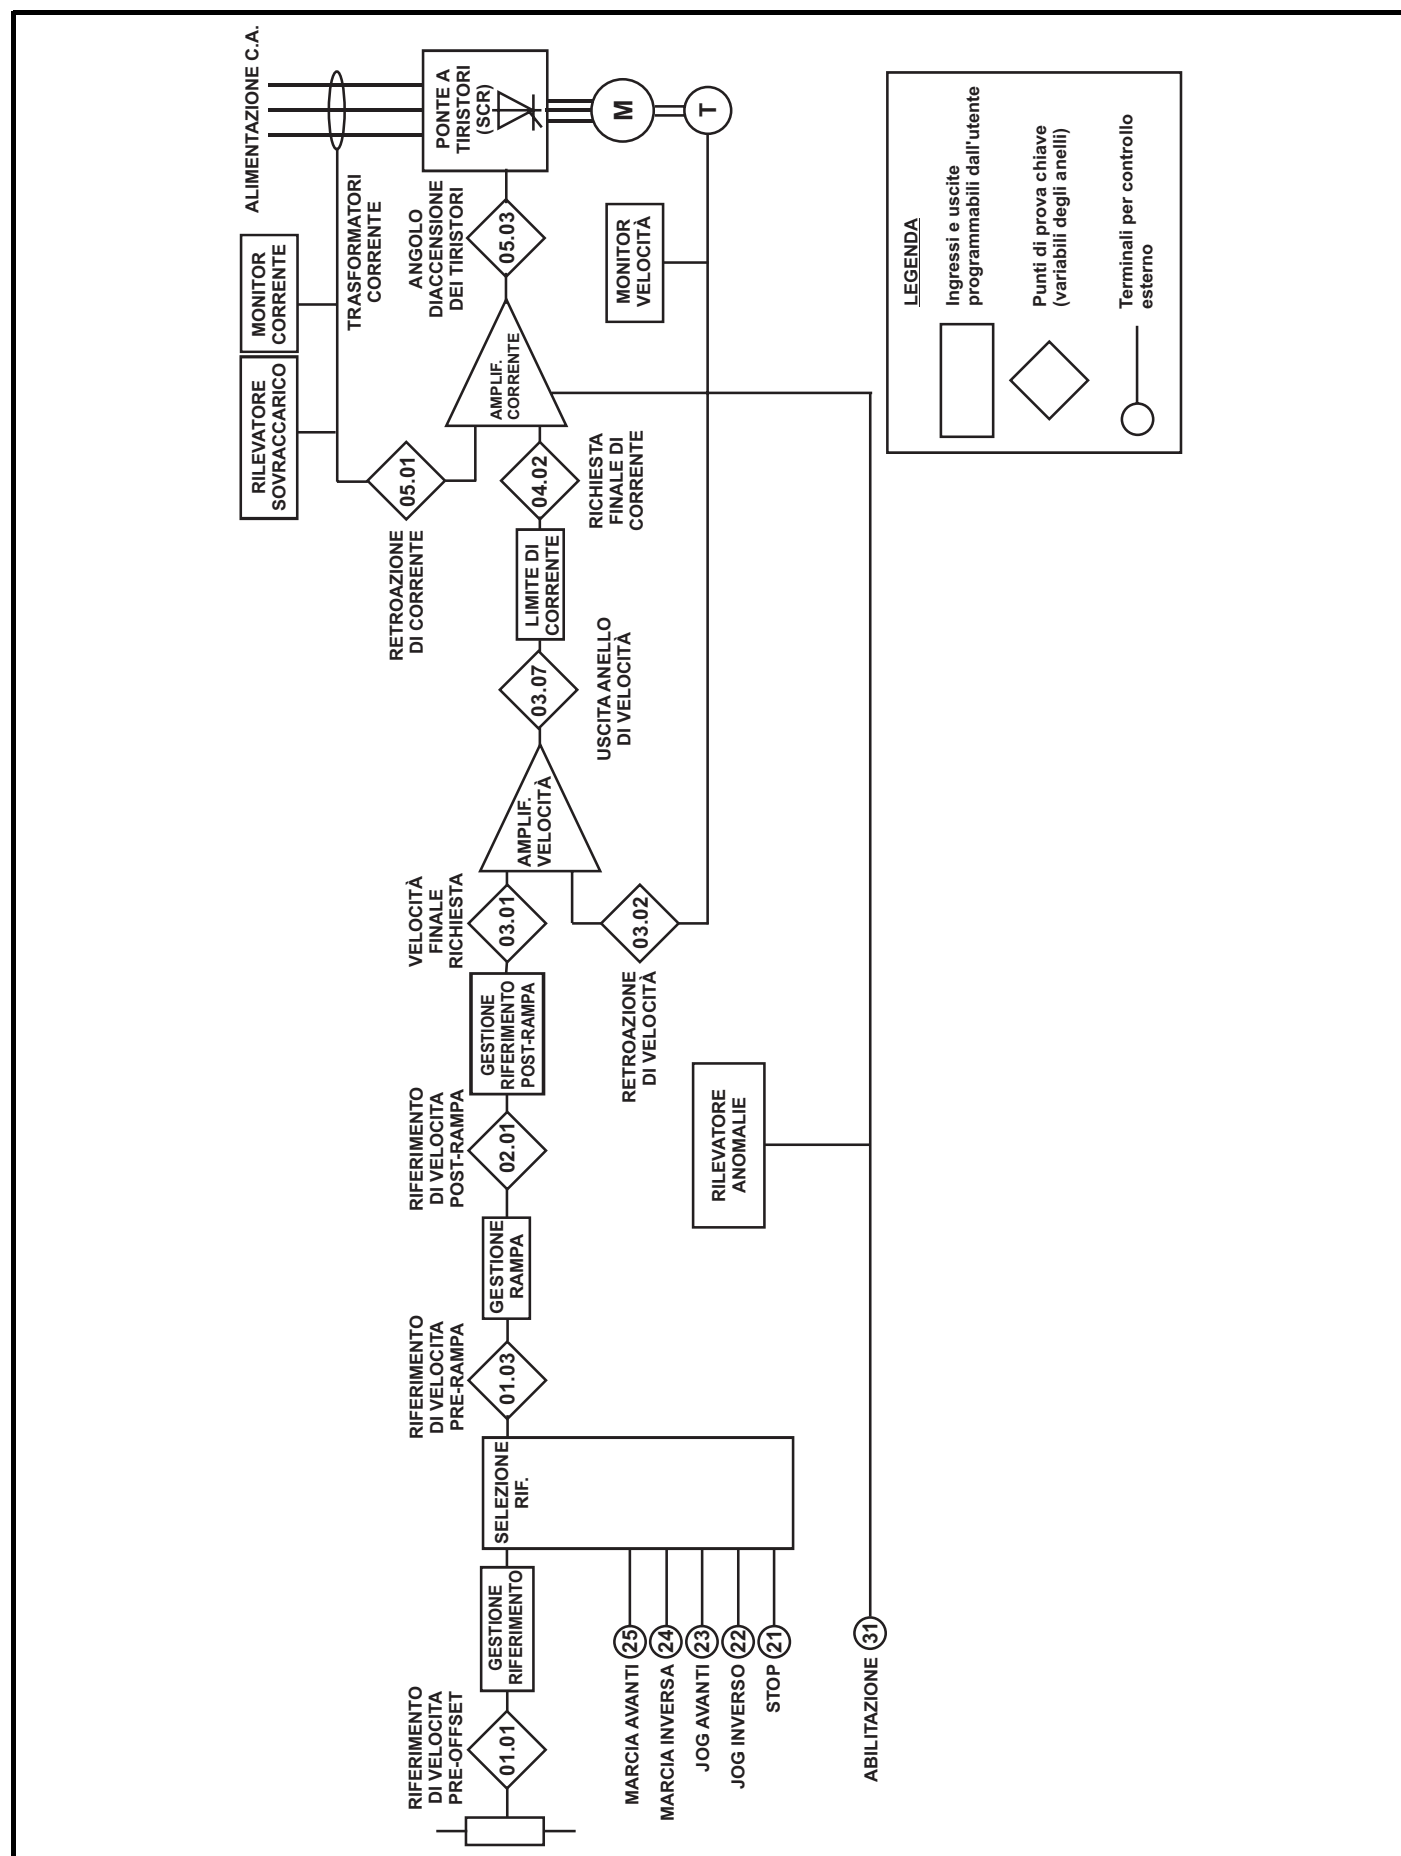 RIFERIMENTO
DI VELOCITA
PRE-OFFSET
01.01
GESTIONE
RIFERIMENTO
SELEZIONE
RIF.
MARCIA AVANTI 25
MARCIA INVERSA 24
JOG AVANTI 23
JOG INVERSO 22
STOP 21
ABILITAZIONE 31
RIFERIMENTO
DI VELOCITA
PRE-RAMPA
01.03
GESTIONE
RAMPA
RIFERIMENTO
DI VELOCITA
POST-RAMPA
02.01
GESTIONE
RIFERIMENTO
POST-RAMPA
VELOCITÀ
FINALE
RICHIESTA
03.01
RETROAZIONE
DI VELOCITÀ
03.02
RILEVATORE
ANOMALIE
AMPLIF.
VELOCITÀ
03.07
USCITA ANELLO
DI VELOCITÀ
LIMITE DI
CORRENTE
04.02
RICHIESTA
FINALE DI
CORRENTE
RETROAZIONE
DI CORRENTE
05.01
RILEVATORE
SOVRACCARICO
MONITOR
CORRENTE
TRASFORMATORI
CORRENTE
AMPLIF.
CORRENTE
ANGOLO
DIACCENSIONE
DEI TIRISTORI
05.03
MONITOR
VELOCITÀ
ALIMENTAZIONE C.A.
PONTE A
TIRISTORI
(SCR)
M
T
LEGENDA
Ingressi e uscite
programmabili dall'utente
Punti di prova chiave
(variabili degli anelli)
Terminali per controllo
esterno